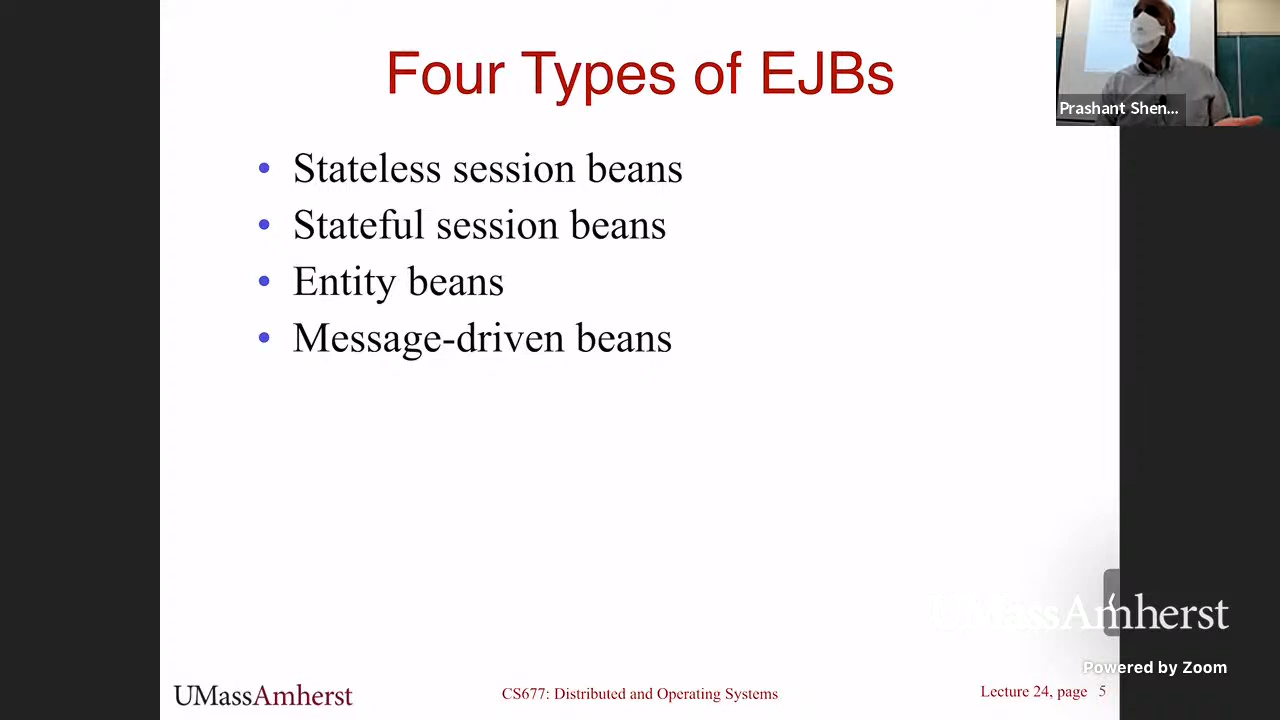 Four Types of EJBs
Prashant Shen...
• Stateless session beans
• Stateful session beans
• Entity beans
• Message-driven beans
UMassAmherst
Powered by Zoom
UMassAmherst
CS677: Distributed and Operating Systems
Lecture 24, page 5